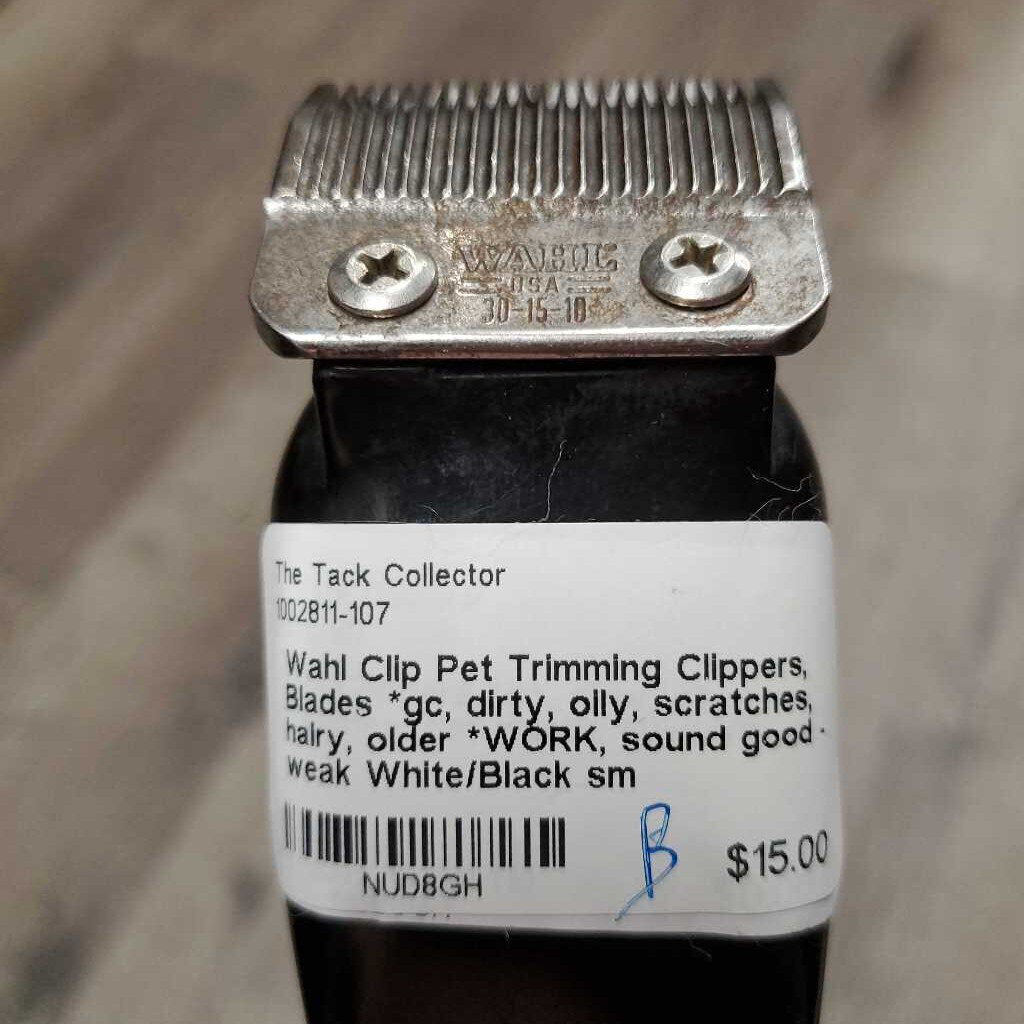 WAHL
USA
30-15-10
The Tack Collector
1002811-107
Wahl Clip Pet Trimming Clippers,
Blades *gc, dirty, oily, scratches,
hairy, older *WORK, sound good -
weak White/Black sm
B
$15.00
NUD8GH